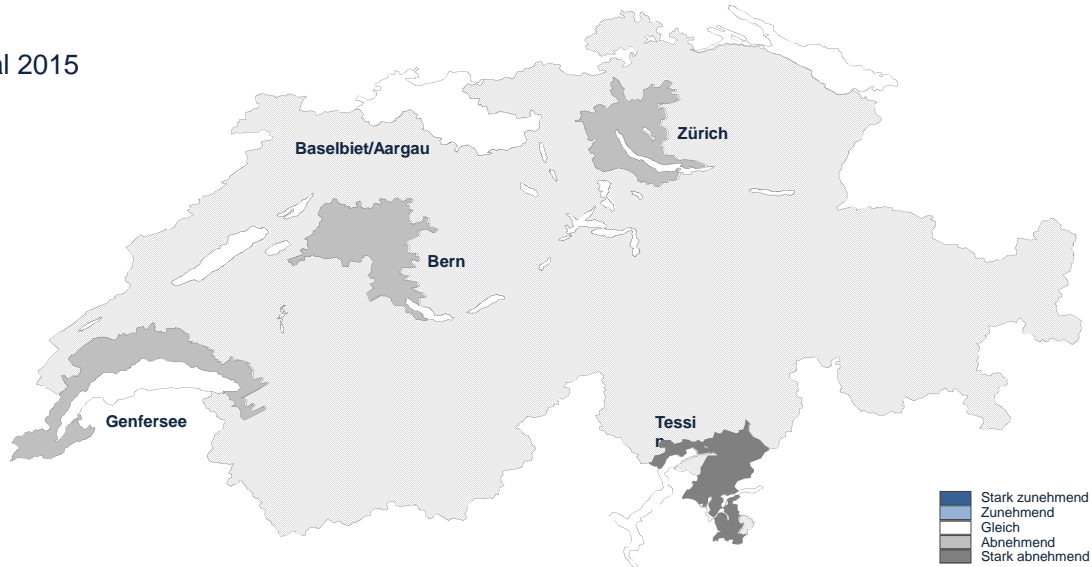 al 2015
Zürich
Baselbiet/Aargau
Bern
Genfersee
Tessi
n
Stark zunehmend
Zunehmend
Gleich
Abnehmend
Stark abnehmend